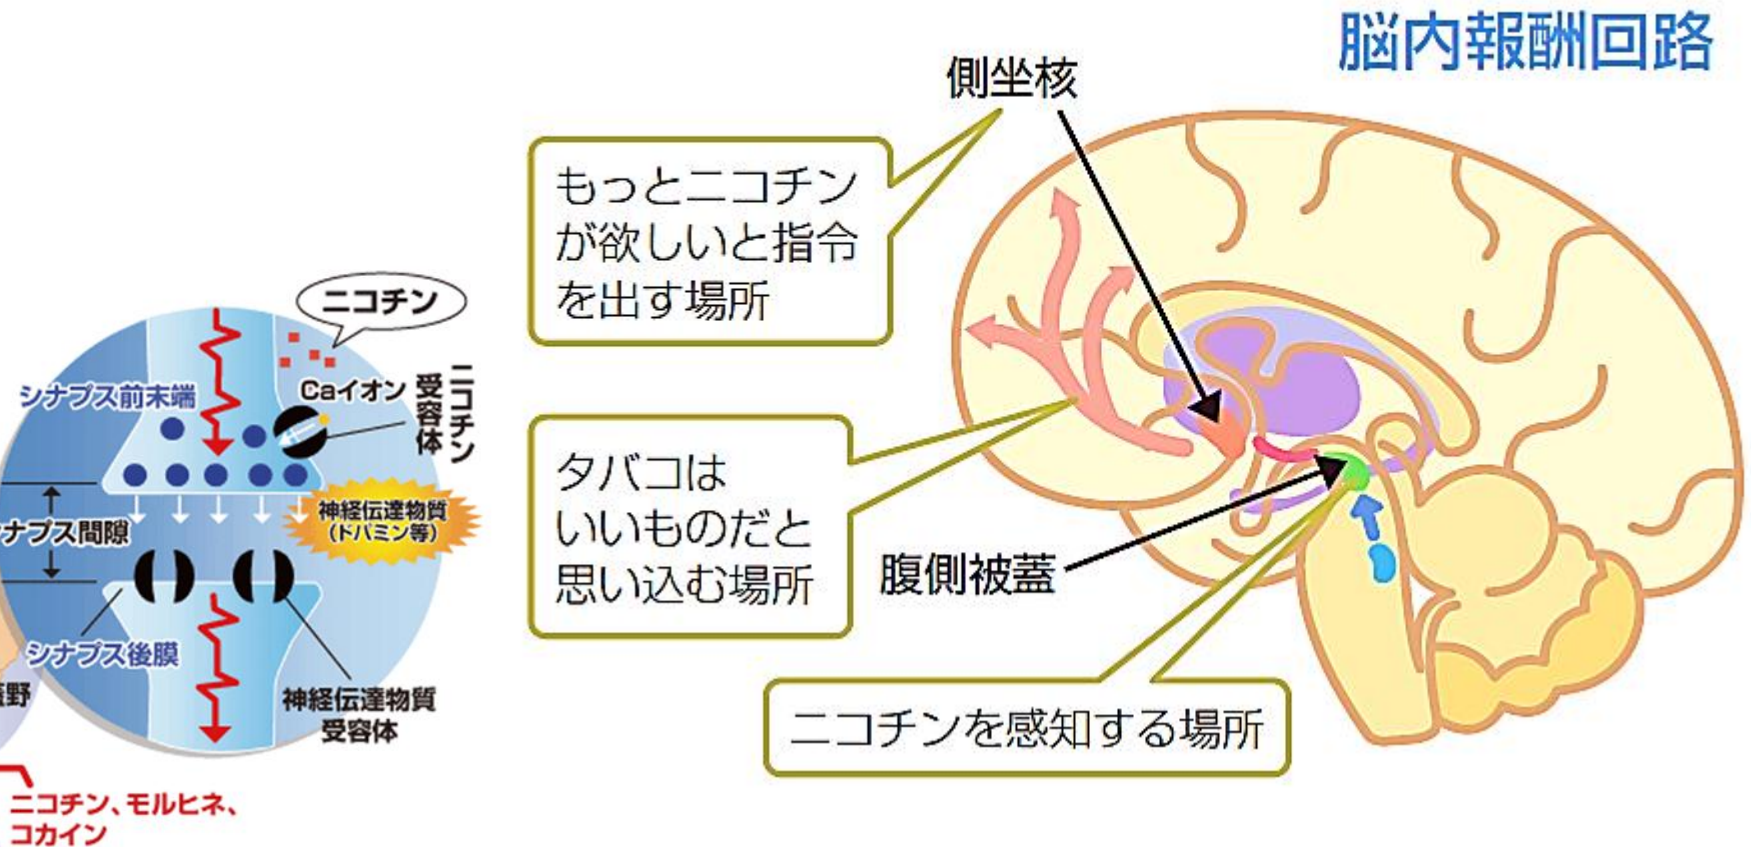 脳内報酬回路
側坐核
もっとニコチン
が欲しいと指令
を出す場所
タバコは
いいものだと
思い込む場所
腹側被蓋
ニコチンを感知する場所
ニコチン
シナプス前末端
Caイオン
ニコチン
受容体
神経伝達物質
(ドパミン等)
ナプス間隙
シナプス後膜
神経伝達物質
受容体
野
ニコチン、モルヒネ、
コカイン